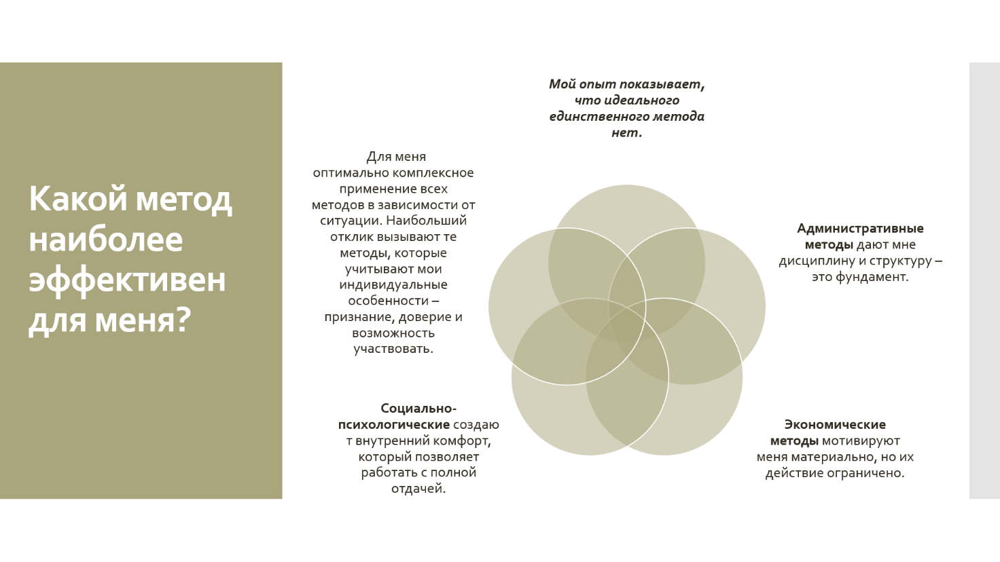 Какой метод
наиболее
эффективен
для меня?
Мой опыт показывает,
что идеального
единственного метода
нет.
Для меня
оптимально комплексное
применение всех
методов в зависимости от
ситуации. Наибольший
отклик вызывают те
методы, которые
учитывают мои
индивидуальные
особенности –
признание, доверие и
возможность
участвовать.
Административные
методы дают мне
дисциплину и структуру –
это фундамент.
Социально-
психологические создаю
т внутренний комфорт,
который позволяет
работать с полной
отдачей.
Экономические
методы мотивируют
меня материально, но их
действие ограничено.